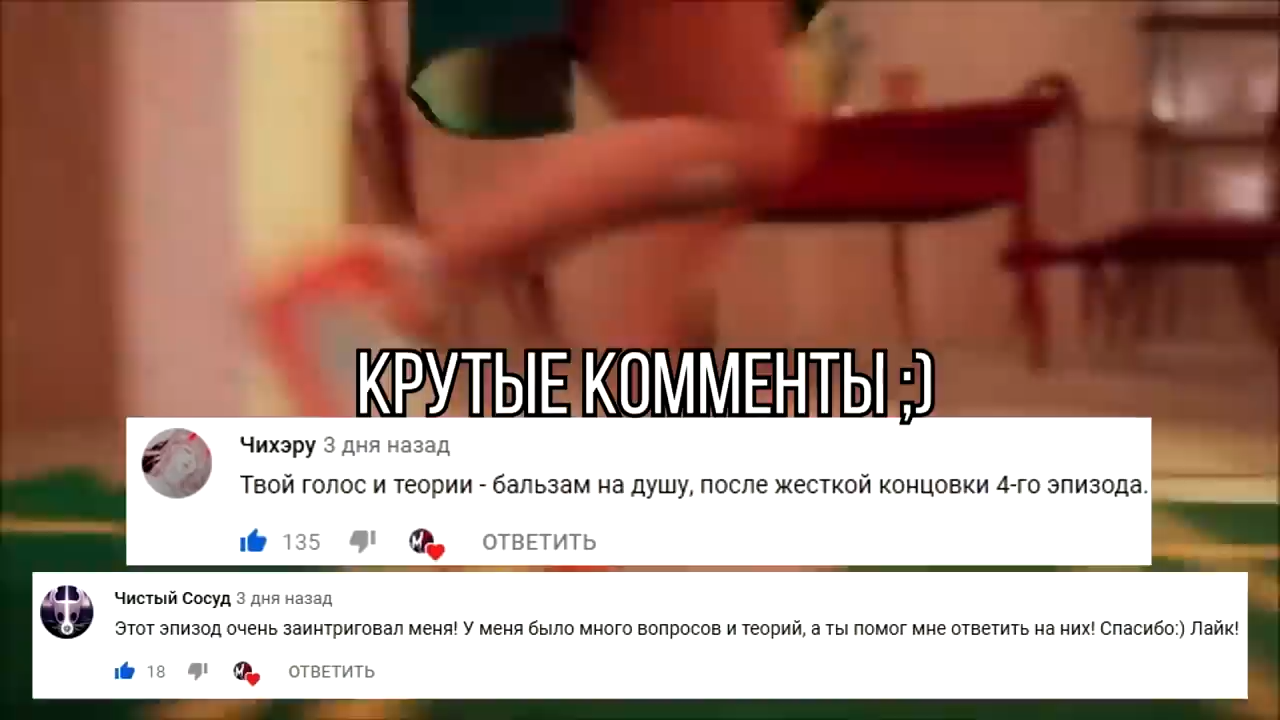 КРУТЫЕ КОММЕНТЫ ;)
Чихэру 3 дня назад
Твой голос и теории - бальзам на душу, после жесткой концовки 4-го эпизода.
135 ОТВЕТИТЬ
Чистый Сосуд 3 дня назад
Этот эпизод очень заинтриговал меня! У меня было много вопросов и теорий, а ты помог мне ответить на них! Спасибо:) Лайк!
18 ОТВЕТИТЬ